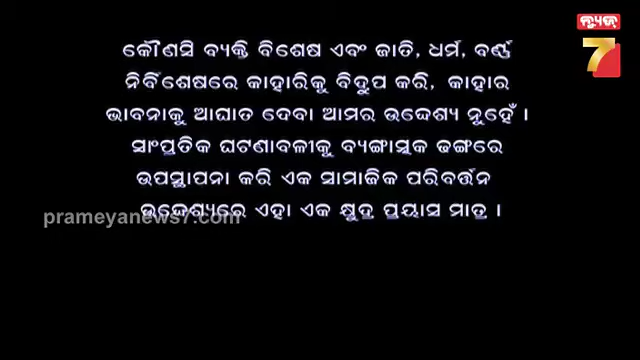 ନ୍ୟୁଜ୍
7
କୌଣସି ବ୍ୟକ୍ତି ବିଶେଷ ଏବଂ ଜାତି, ଧର୍ମ, ବର୍ଣ୍ଣ
ନିର୍ବିଶେଷରେ କାହାରିକୁ ବିଦ୍ରୁପ କରି, କାହାର
ଭାବନାକୁ ଆଘାତ ଦେବା ଆମର ଉଦ୍ଦେଶ୍ୟ ନୁହେଁ ।
ସାଂପ୍ରତିକ ଘଟଣାବଳୀକୁ ବ୍ୟଙ୍ଗାତ୍ମକ ଢଙ୍ଗରେ
ଉପସ୍ଥାପନା କରି ଏକ ସାମାଜିକ ପରିବର୍ତ୍ତନ
ଉଦ୍ଦେଶ୍ୟରେ ଏହା ଏକ କ୍ଷୁଦ୍ର ପ୍ରୟାସ ମାତ୍ର ।
prameyanews7.com